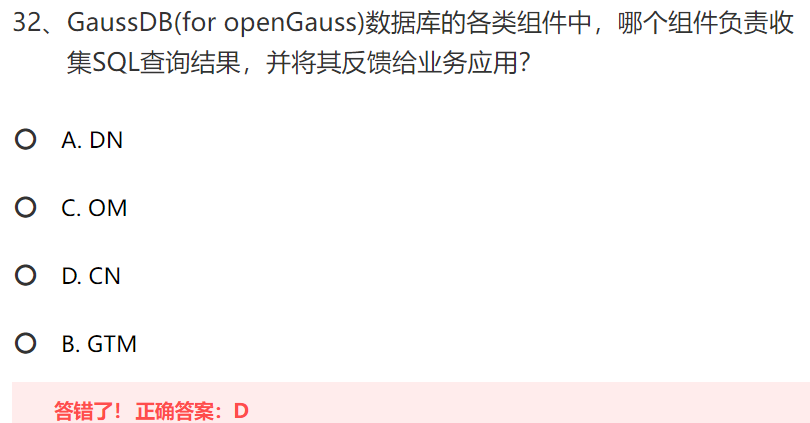 32、GaussDB(for openGauss)数据库的各类组件中，哪个组件负责收
集SQL查询结果，并将其反馈给业务应用？
A. DN
C. OM
D. CN
B. GTM
答错了！正确答案：D